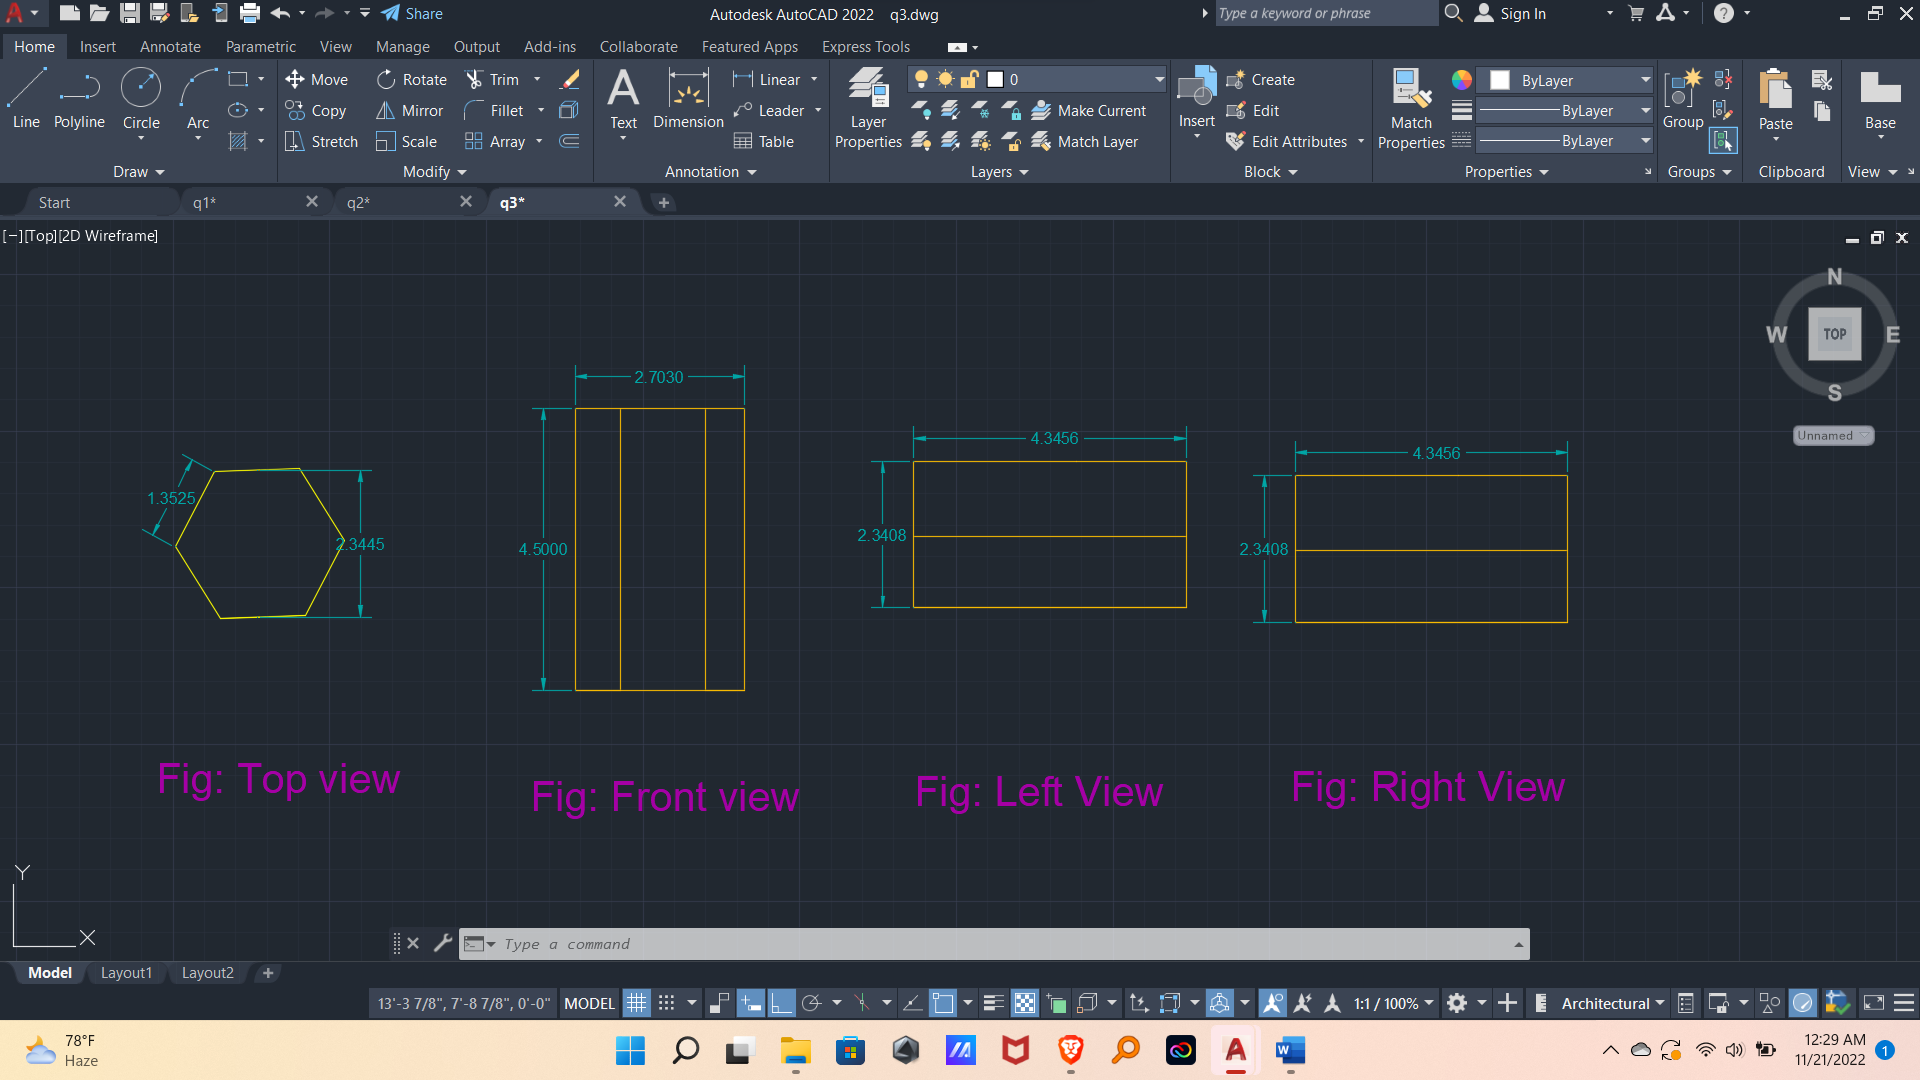 Share
Autodesk AutoCAD 2022 q3.dwg
Type a keyword or phrase
Sign In
Home Insert Annotate Parametric View Manage Output Add-ins Collaborate Featured Apps Express Tools
Line Polyline Circle Arc
Move Rotate Trim
Copy Mirror Fillet
Stretch Scale Array
Text Dimension
Linear
Leader
Table
Layer Properties
0
Make Current
Match Layer
Insert
Create
Edit
Edit Attributes
Match Properties
ByLayer
ByLayer
ByLayer
Group
Paste
Base
Draw Modify Annotation Layers Block Properties Groups Clipboard View
Start q1* q2* q3*
[−][Top][2D Wireframe]
N
W TOP E
S
Unnamed
2.7030
4.3456
4.3456
1.3525
2.3445
4.5000
2.3408
2.3408
Fig: Top view
Fig: Front view
Fig: Left View
Fig: Right View
Y
X
Type a command
Model Layout1 Layout2
13'-3 7/8", 7'-8 7/8", 0'-0" MODEL 1:1 / 100% Architectural
78°F
Haze
12:29 AM
11/21/2022
1